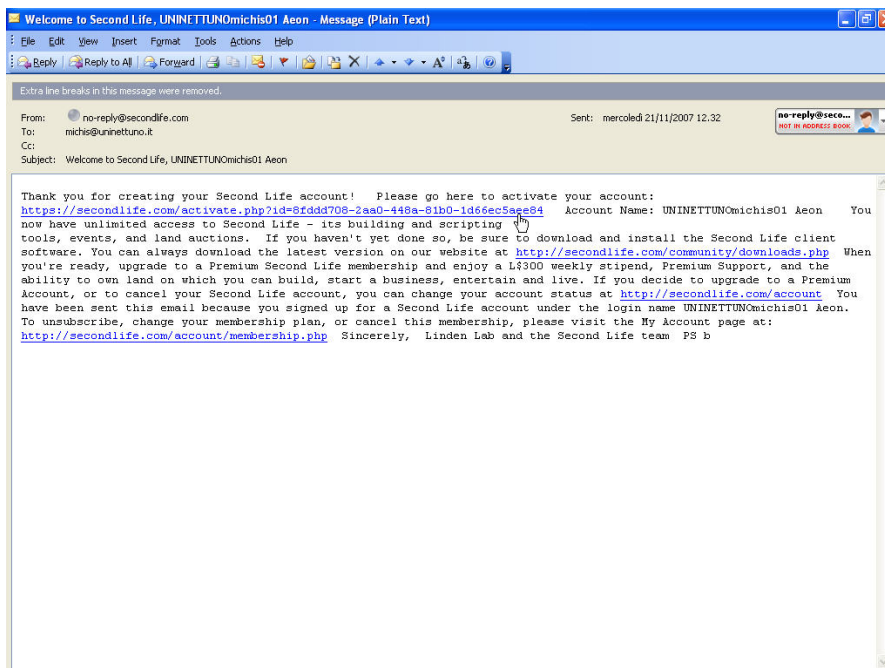 Welcome to Second Life, UNINETTUNOmichis01 Aeon - Message (Plain Text)
File Edit View Insert Format Tools Actions Help
Reply Reply to All Forward
Extra line breaks in this message were removed.
From: no-reply@secondlife.com Sent: mercoledì 21/11/2007 12.32
no-reply@seco...
NOT IN ADDRESS BOOK
To: michis@uninettuno.it
Cc:
Subject: Welcome to Second Life, UNINETTUNOmichis01 Aeon
Thank you for creating your Second Life account! Please go here to activate your account:
https://secondlife.com/activate.php?id=8fddd708-2aa0-448a-81b0-1d66ec5aee84 Account Name: UNINETTUNOmichis01 Aeon You
now have unlimited access to Second Life - its building and scripting
tools, events, and land auctions. If you haven't yet done so, be sure to download and install the Second Life client
software. You can always download the latest version on our website at http://secondlife.com/community/downloads.php When
you're ready, upgrade to a Premium Second Life membership and enjoy a L$300 weekly stipend, Premium Support, and the
ability to own land on which you can build, start a business, entertain and live. If you decide to upgrade to a Premium
Account, or to cancel your Second Life account, you can change your account status at http://secondlife.com/account You
have been sent this email because you signed up for a Second Life account under the login name UNINETTUNOmichis01 Aeon.
To unsubscribe, change your membership plan, or cancel this membership, please visit the My Account page at:
http://secondlife.com/account/membership.php Sincerely, Linden Lab and the Second Life team PS b